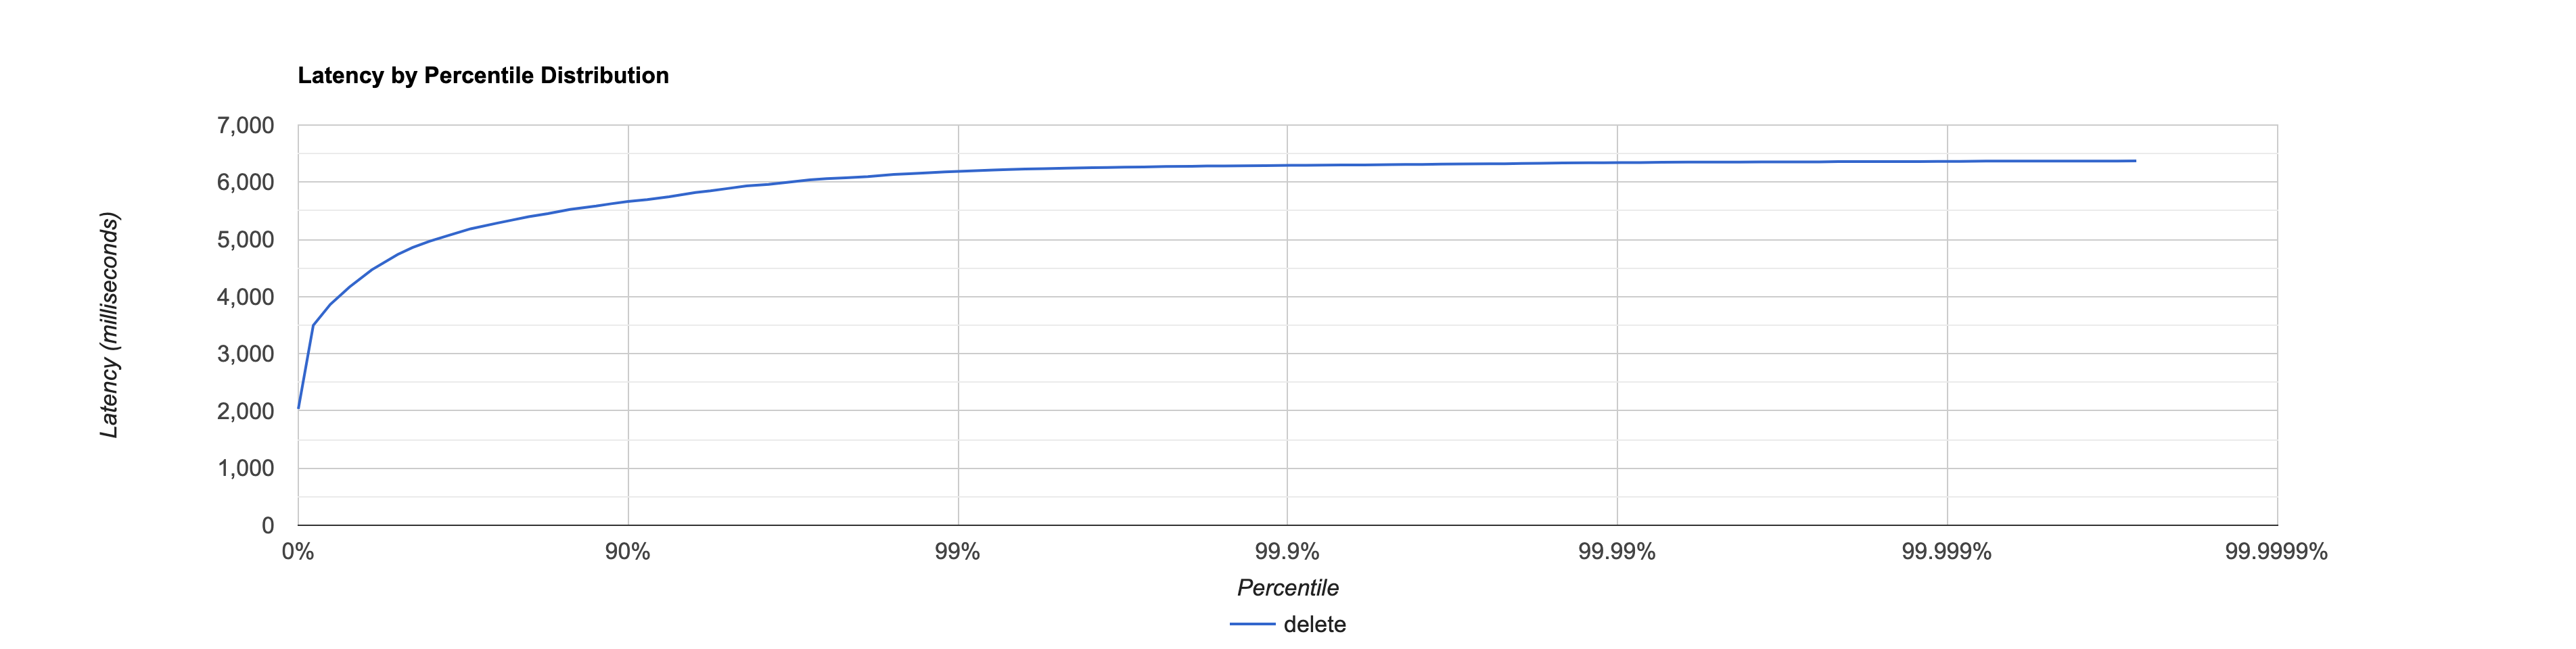 Latency by Percentile Distribution
7,000
6,000
5,000
4,000
3,000
2,000
1,000
0
Latency (milliseconds)
0% 90% 99% 99.9% 99.99% 99.999% 99.9999%
Percentile
delete